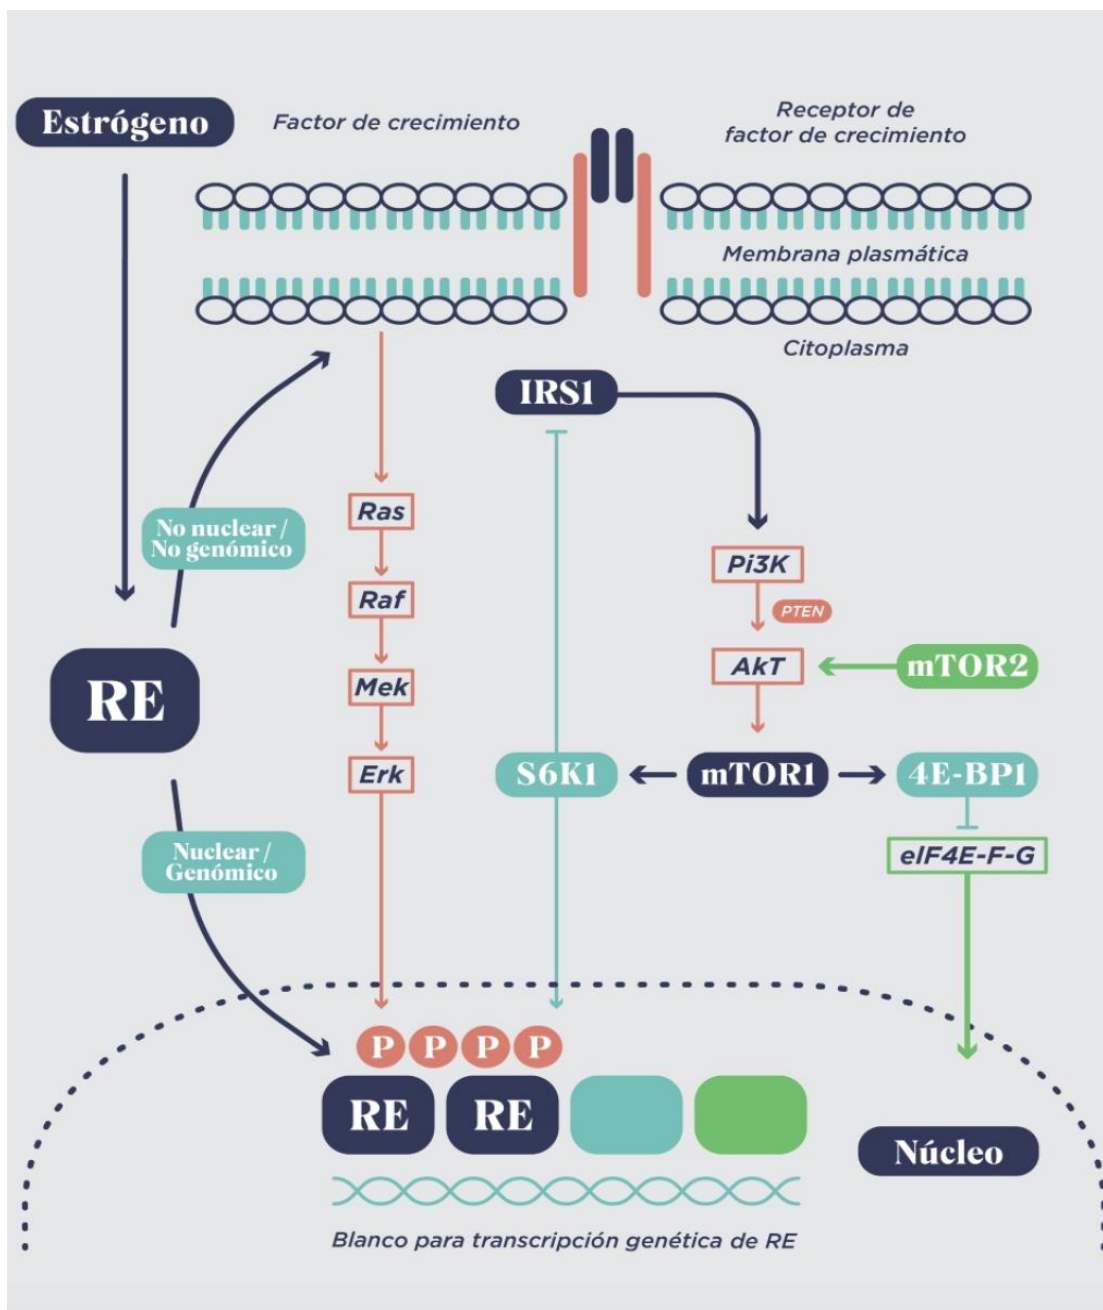 Estrógeno
Factor de crecimiento
Receptor de
factor de crecimiento
Membrana plasmática
Citoplasma
IRS1
No nuclear /
No genómico
Ras
Raf
Mek
Erk
Pi3K
PTEN
AkT
mTOR2
RE
S6K1
mTOR1
4E-BP1
eIF4E-F-G
Nuclear /
Genómico
P P P P
RE RE
Núcleo
Blanco para transcripción genética de RE